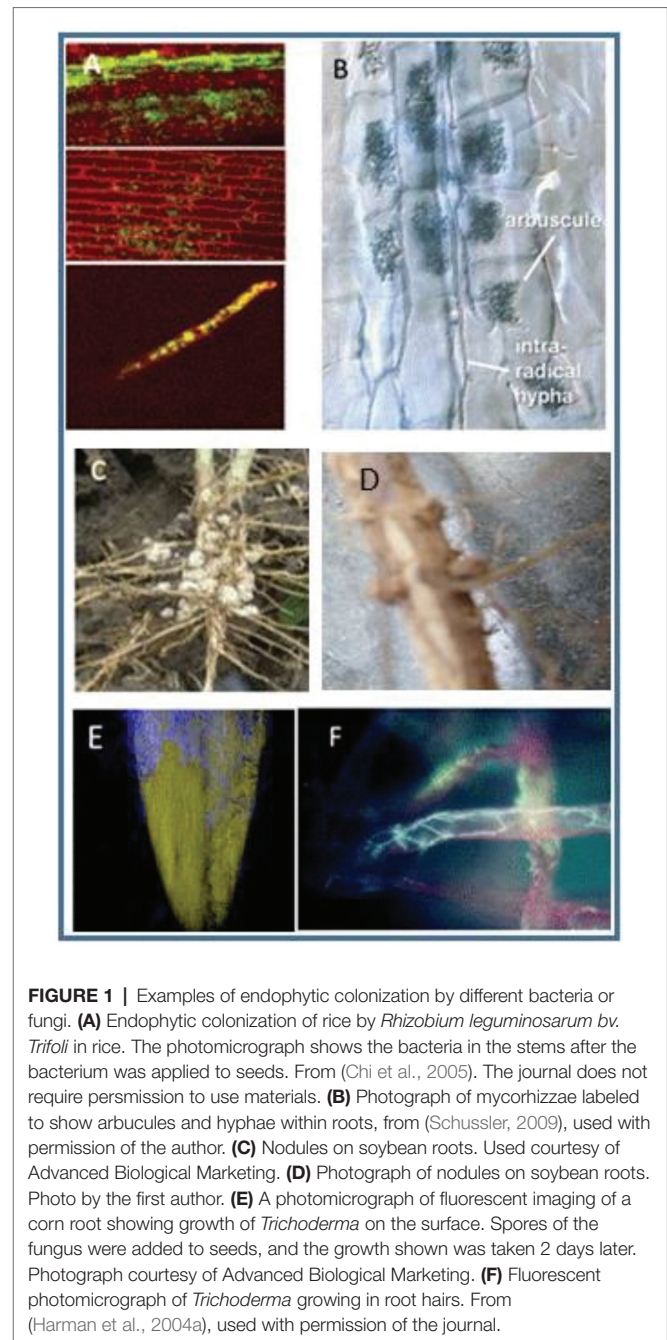 A
B
arbuscule
intra-
radical
hypha
C
D
E
F
FIGURE 1 | Examples of endophytic colonization by different bacteria or
fungi. (A) Endophytic colonization of rice by Rhizobium leguminosarum bv.
Trifoli in rice. The photomicrograph shows the bacteria in the stems after the
bacterium was applied to seeds. From (Chi et al., 2005). The journal does not
require persmission to use materials. (B) Photograph of mycorhizzae labeled
to show arbucules and hyphae within roots, from (Schussler, 2009), used with
permission of the author. (C) Nodules on soybean roots. Used courtesy of
Advanced Biological Marketing. (D) Photograph of nodules on soybean roots.
Photo by the first author. (E) A photomicrograph of fluorescent imaging of a
corn root showing growth of Trichoderma on the surface. Spores of the
fungus were added to seeds, and the growth shown was taken 2 days later.
Photograph courtesy of Advanced Biological Marketing. (F) Fluorescent
photomicrograph of Trichoderma growing in root hairs. From
(Harman et al., 2004a), used with permission of the journal.